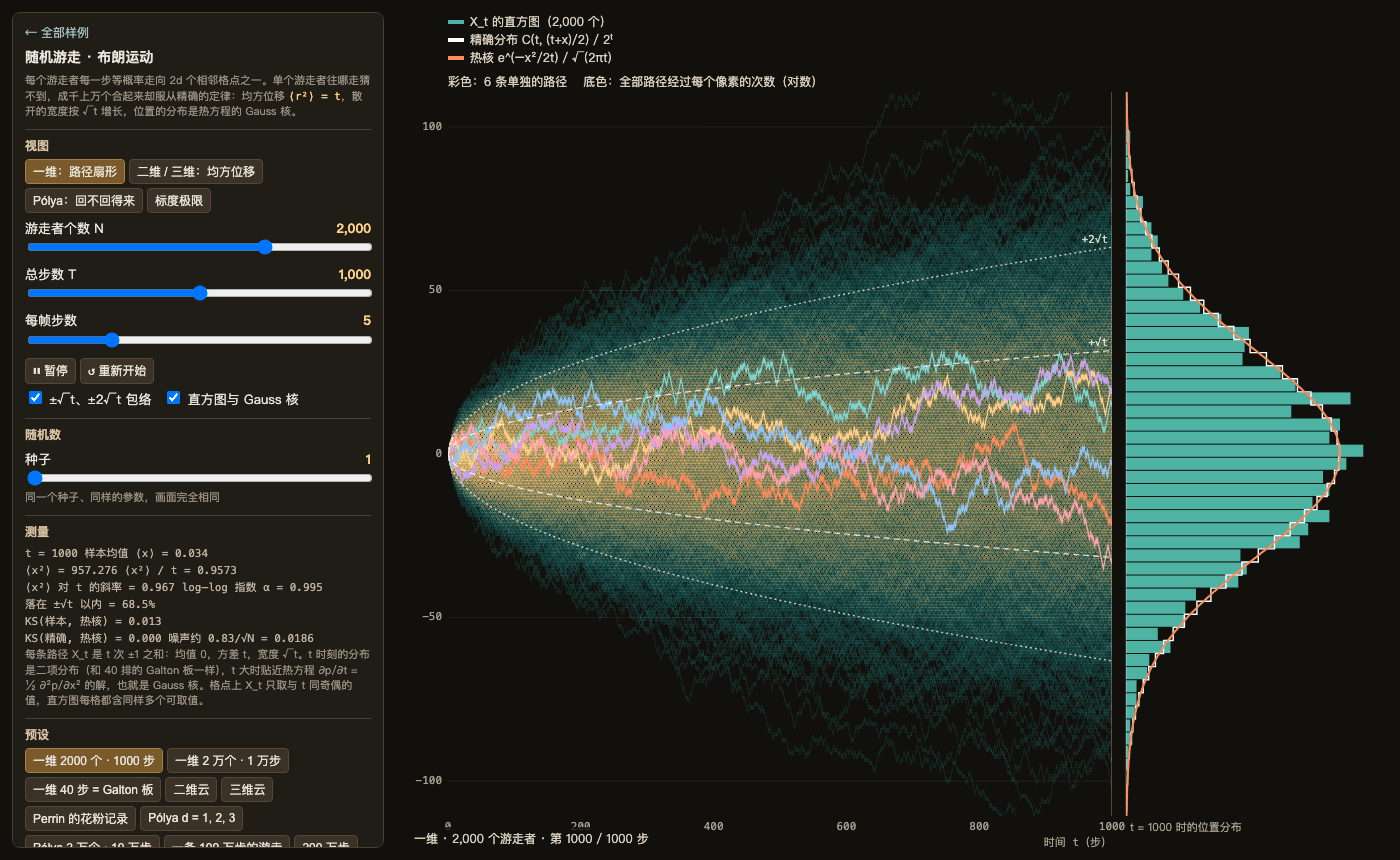 ← 全部样例
随机游走 · 布朗运动
每个游走者每一步等概率走向 2d 个相邻格点之一。单个游走者往哪走猜
不到，成千上万个合起来却服从精确的定律：均方位移 ⟨r²⟩ = t，散
开的宽度按 √t 增长，位置的分布是热方程的 Gauss 核。
视图
一维：路径扇形
二维 / 三维：均方位移
Pólya：回不回得来
标度极限
游走者个数 N 2,000
总步数 T 1,000
每帧步数 5
⏸ 暂停
↺ 重新开始
±√t、±2√t 包络
直方图与 Gauss 核
随机数
种子 1
同一个种子、同样的参数，画面完全相同
测量
t = 1000 样本均值 ⟨x⟩ = 0.034
⟨x²⟩ = 957.276 ⟨x²⟩ / t = 0.9573
⟨x²⟩ 对 t 的斜率 = 0.967 log–log 指数 α = 0.995
落在 ±√t 以内 = 68.5%
KS(样本, 热核) = 0.013
KS(精确, 热核) = 0.000 噪声约 0.83/√N = 0.0186
每条路径 X_t 是 t 次 ±1 之和：均值 0，方差 t，宽度 √t。t 时刻的分布
是二项分布（和 40 排的 Galton 板一样），t 大时贴近热方程 ∂p/∂t =
½ ∂²p/∂x² 的解，也就是 Gauss 核。格点上 X_t 只取与 t 同奇偶的
值，直方图每格都含同样多个可取值。
预设
一维 2000 个 · 1000 步
一维 2 万个 · 1 万步
一维 40 步 = Galton 板
二维云
三维云
Perrin 的花粉记录
Pólya d = 1, 2, 3
X_t 的直方图（2,000 个）
精确分布 C(t, (t+x)/2) / 2ᵗ
热核 e^(−x²/2t) / √(2πt)
彩色：6 条单独的路径 底色：全部路径经过每个像素的次数（对数）
100
50
0
−50
−100
+2√t
+√t
0 200 400 600 800 1000
t = 1000 时的位置分布
一维 · 2,000 个游走者 · 第 1000 / 1000 步
时间 t（步）